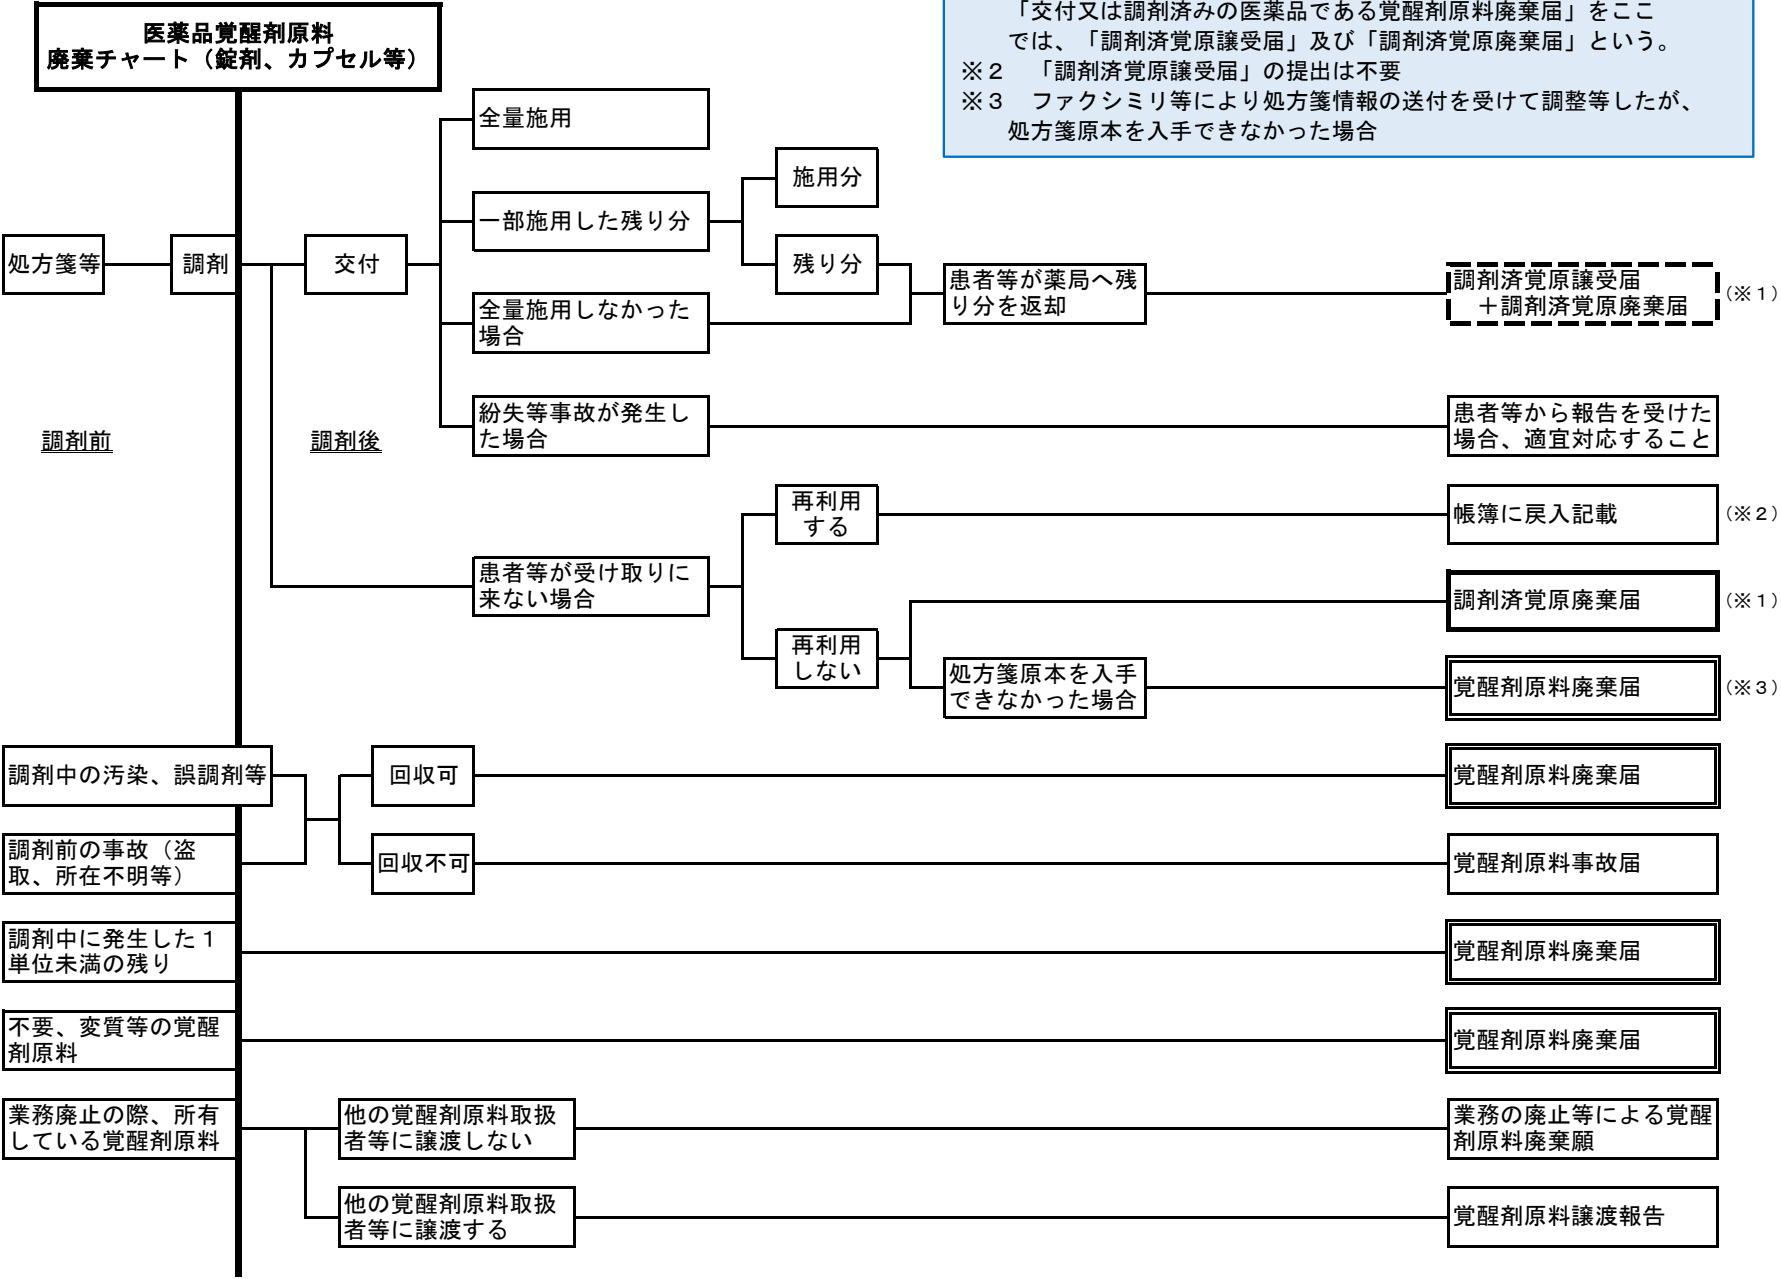 医薬品覚醒剤原料
廃棄チャート（錠剤、カプセル等）
「交付又は調剤済みの医薬品である覚醒剤原料廃棄届」をここ
では、「調剤済覚原譲受届」及び「調剤済覚原廃棄届」という。
※２　「調剤済覚原譲受届」の提出は不要
※３　ファクシミリ等により処方箋情報の送付を受けて調整等したが、
処方箋原本を入手できなかった場合
全量施用
施用分
一部施用した残り分
処方箋等
調剤
交付
残り分
患者等が薬局へ残
り分を返却
調剤済覚原譲受届
＋調剤済覚原廃棄届
（※１）
全量施用しなかった
場合
紛失等事故が発生し
た場合
患者等から報告を受けた
場合、適宜対応すること
調剤前
調剤後
再利用
する
帳簿に戻入記載
（※２）
患者等が受け取りに
来ない場合
調剤済覚原廃棄届
（※１）
再利用
しない
処方箋原本を入手
できなかった場合
覚醒剤原料廃棄届
（※３）
調剤中の汚染、誤調剤等
回収可
覚醒剤原料廃棄届
調剤前の事故（盗
取、所在不明等）
回収不可
覚醒剤原料事故届
調剤中に発生した１
単位未満の残り
覚醒剤原料廃棄届
不要、変質等の覚醒
剤原料
覚醒剤原料廃棄届
業務廃止の際、所有
している覚醒剤原料
他の覚醒剤原料取扱
者等に譲渡しない
業務の廃止等による覚醒
剤原料廃棄願
他の覚醒剤原料取扱
者等に譲渡する
覚醒剤原料譲渡報告